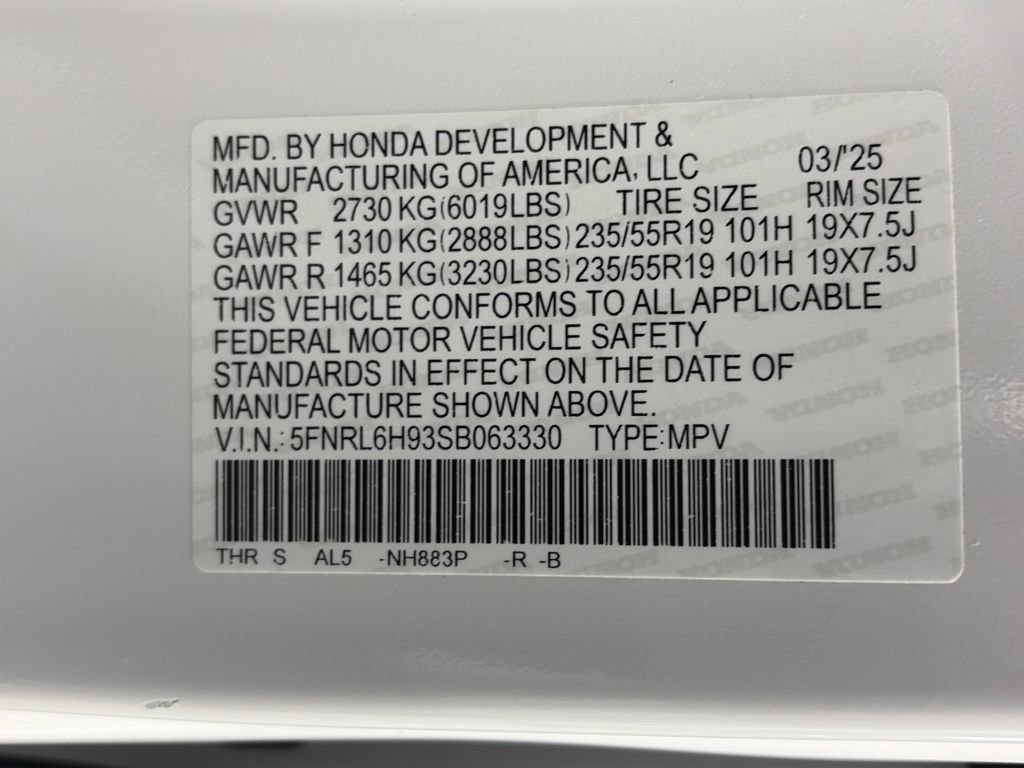 MFD. BY HONDA DEVELOPMENT &
MANUFACTURING OF AMERICA, LLC 03/'25
GVWR 2730 KG(6019LBS) TIRE SIZE RIM SIZE
GAWR F 1310 KG(2888LBS) 235/55R19 101H 19X7.5J
GAWR R 1465 KG(3230LBS) 235/55R19 101H 19X7.5J
THIS VEHICLE CONFORMS TO ALL APPLICABLE
FEDERAL MOTOR VEHICLE SAFETY
STANDARDS IN EFFECT ON THE DATE OF
MANUFACTURE SHOWN ABOVE.
V.I.N.: 5FNRL6H93SB063330 TYPE:MPV
THR S AL5 -NH883P -R -B